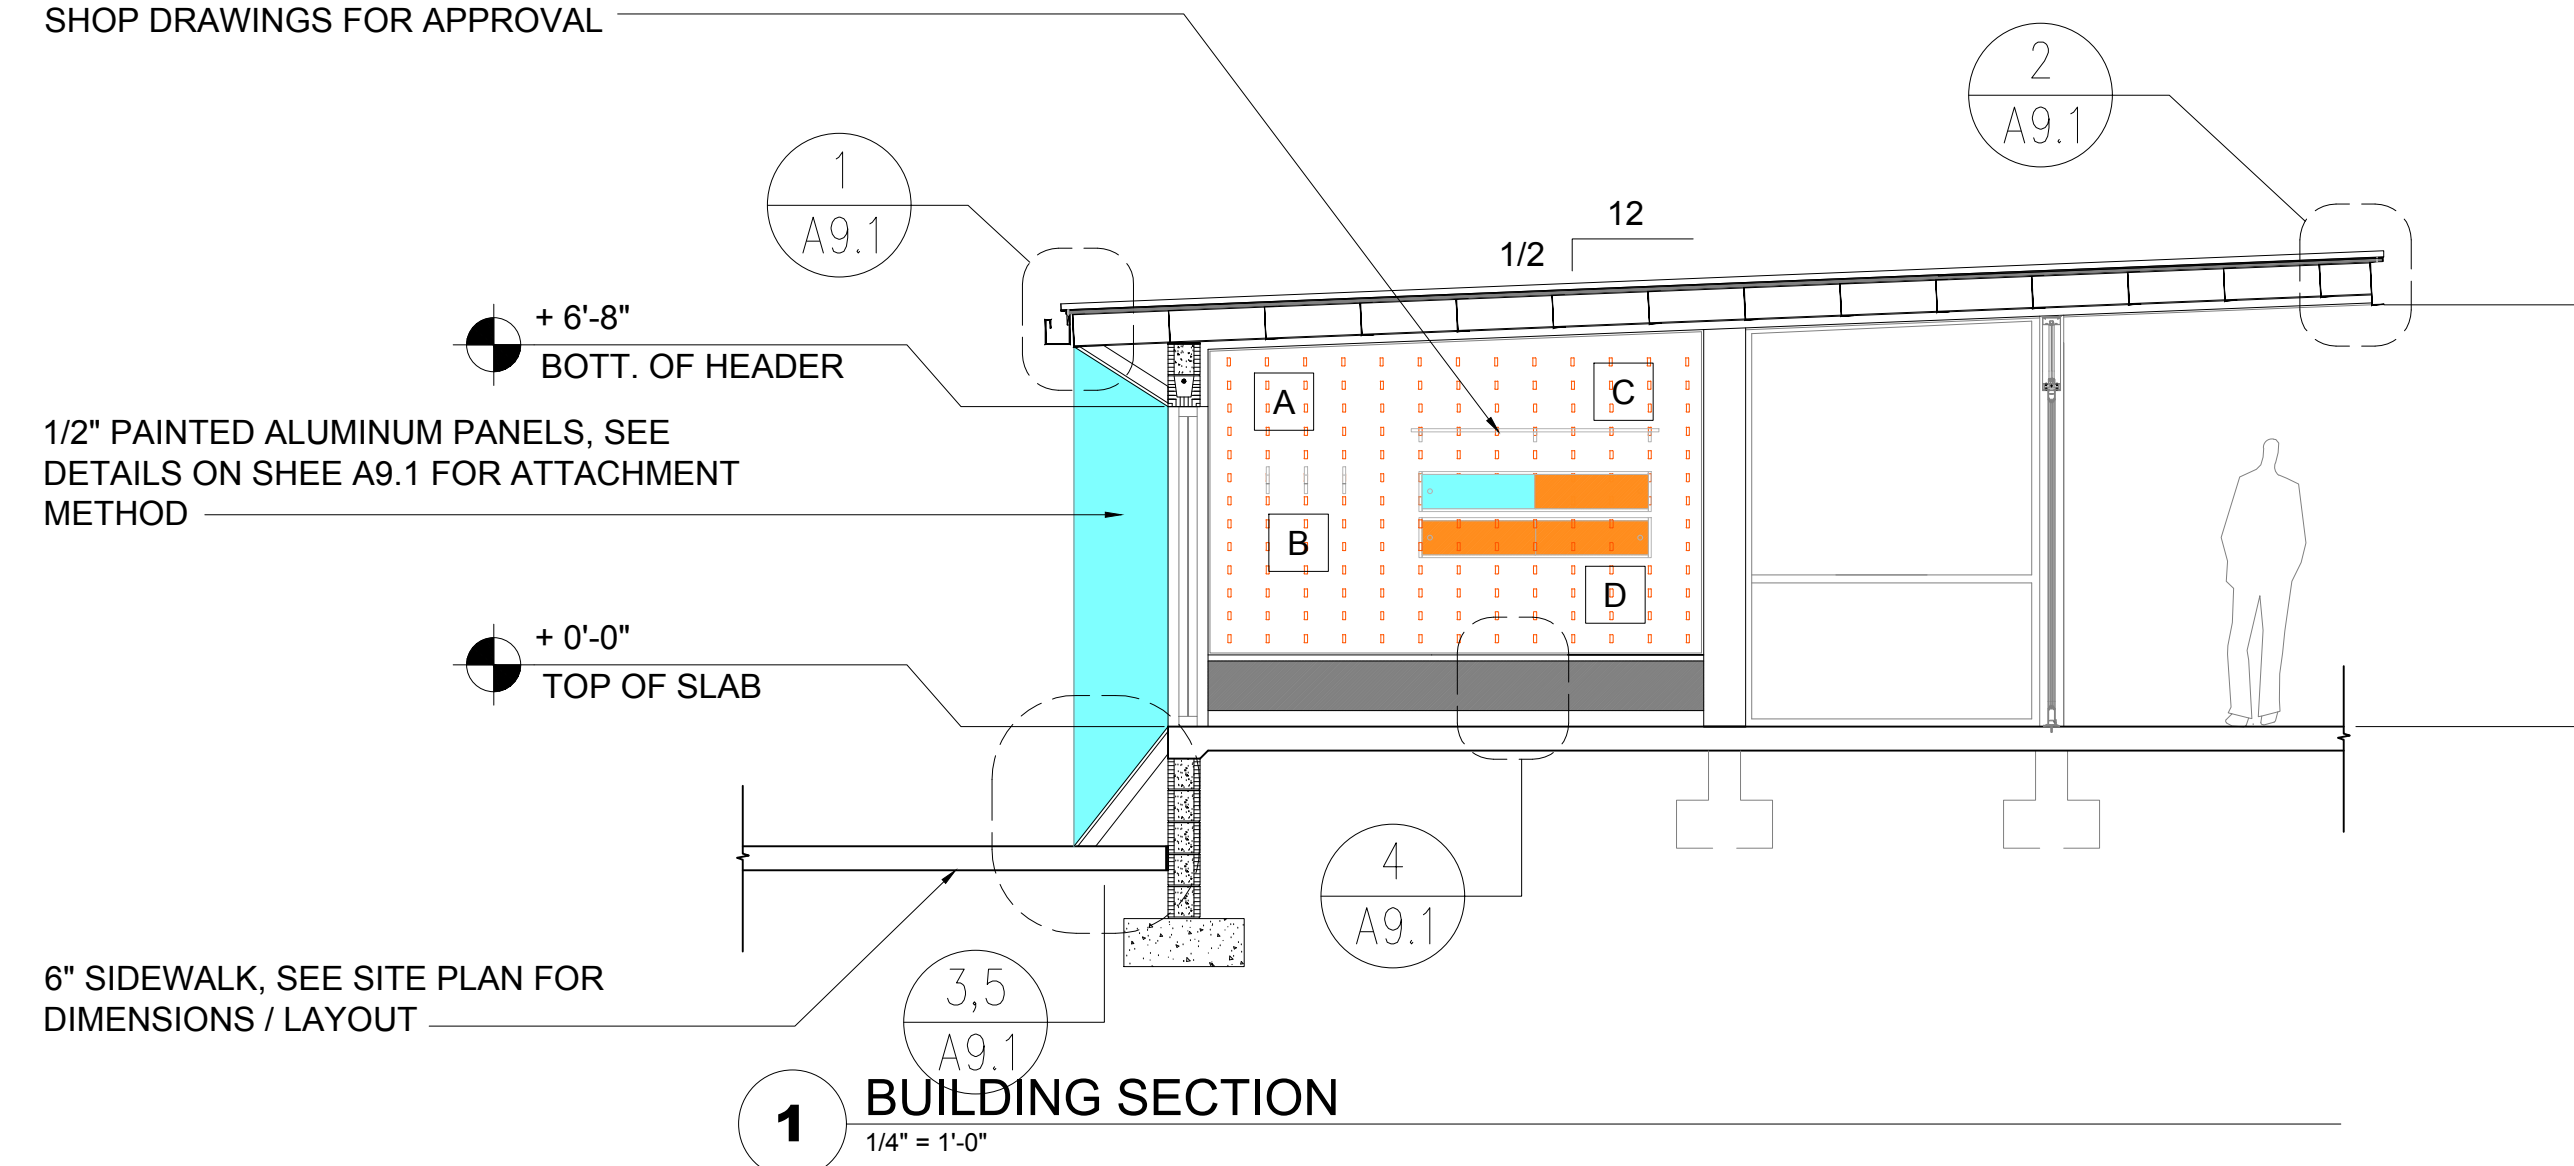 SHOP DRAWINGS FOR APPROVAL
2
A9.1
1
A9.1
12
1/2
+ 6'-8"
BOTT. OF HEADER
A
C
1/2" PAINTED ALUMINUM PANELS, SEE
DETAILS ON SHEE A9.1 FOR ATTACHMENT
METHOD
B
D
+ 0'-0"
TOP OF SLAB
4
A9.1
6" SIDEWALK, SEE SITE PLAN FOR
DIMENSIONS / LAYOUT
3,5
A9.1
1
BUILDING SECTION
1/4" = 1'-0"